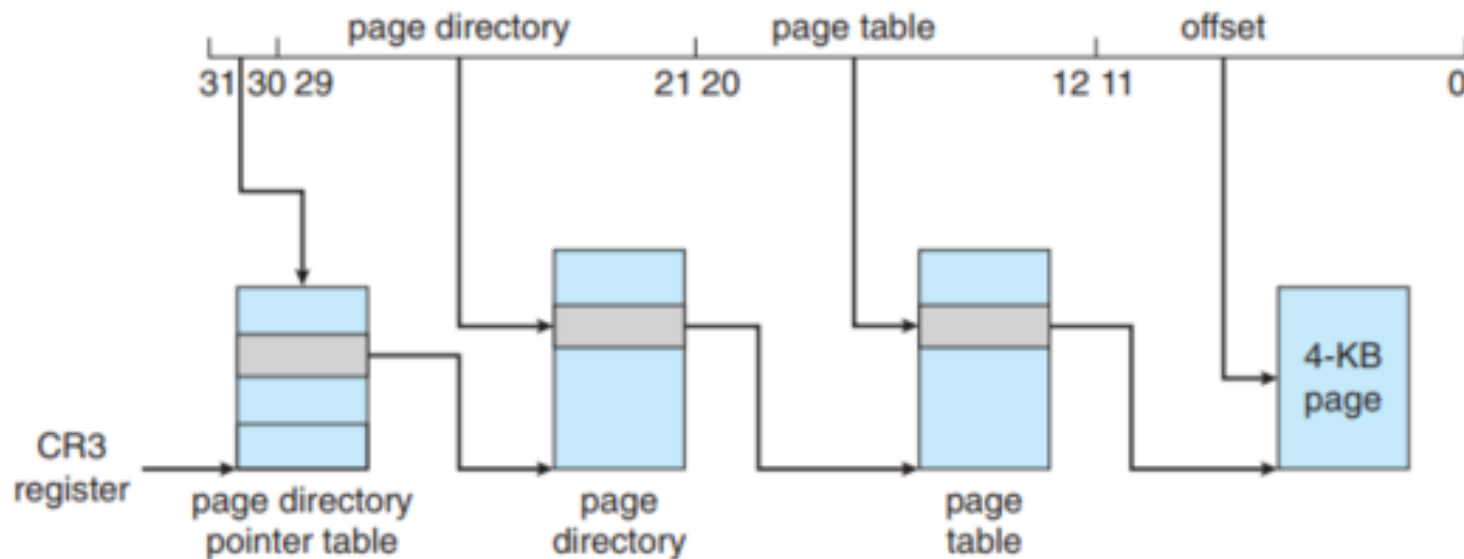 page directory page table offset
31 30 29 21 20 12 11 0
4-KB
page
CR3
register
page directory
pointer table
page
directory
page
table